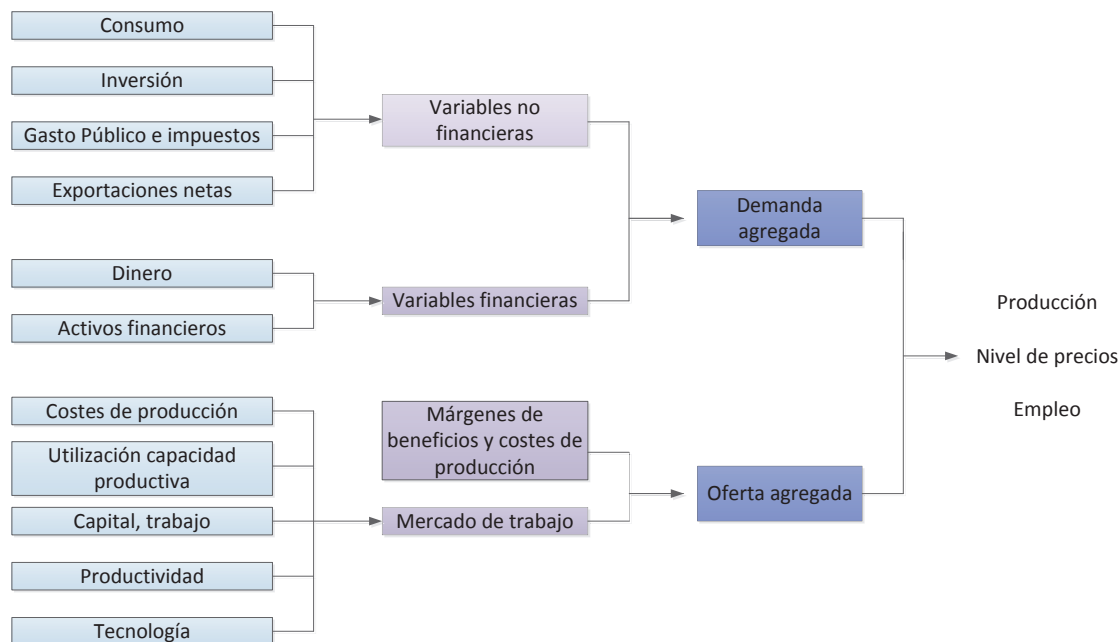 Consumo
Inversión
Gasto Público e impuestos
Exportaciones netas
Dinero
Activos financieros
Costes de producción
Utilización capacidad
productiva
Capital, trabajo
Productividad
Tecnología
Variables no
financieras
Variables financieras
Márgenes de
beneficios y costes de
producción
Mercado de trabajo
Demanda
agregada
Oferta agregada
Producción
Nivel de precios
Empleo